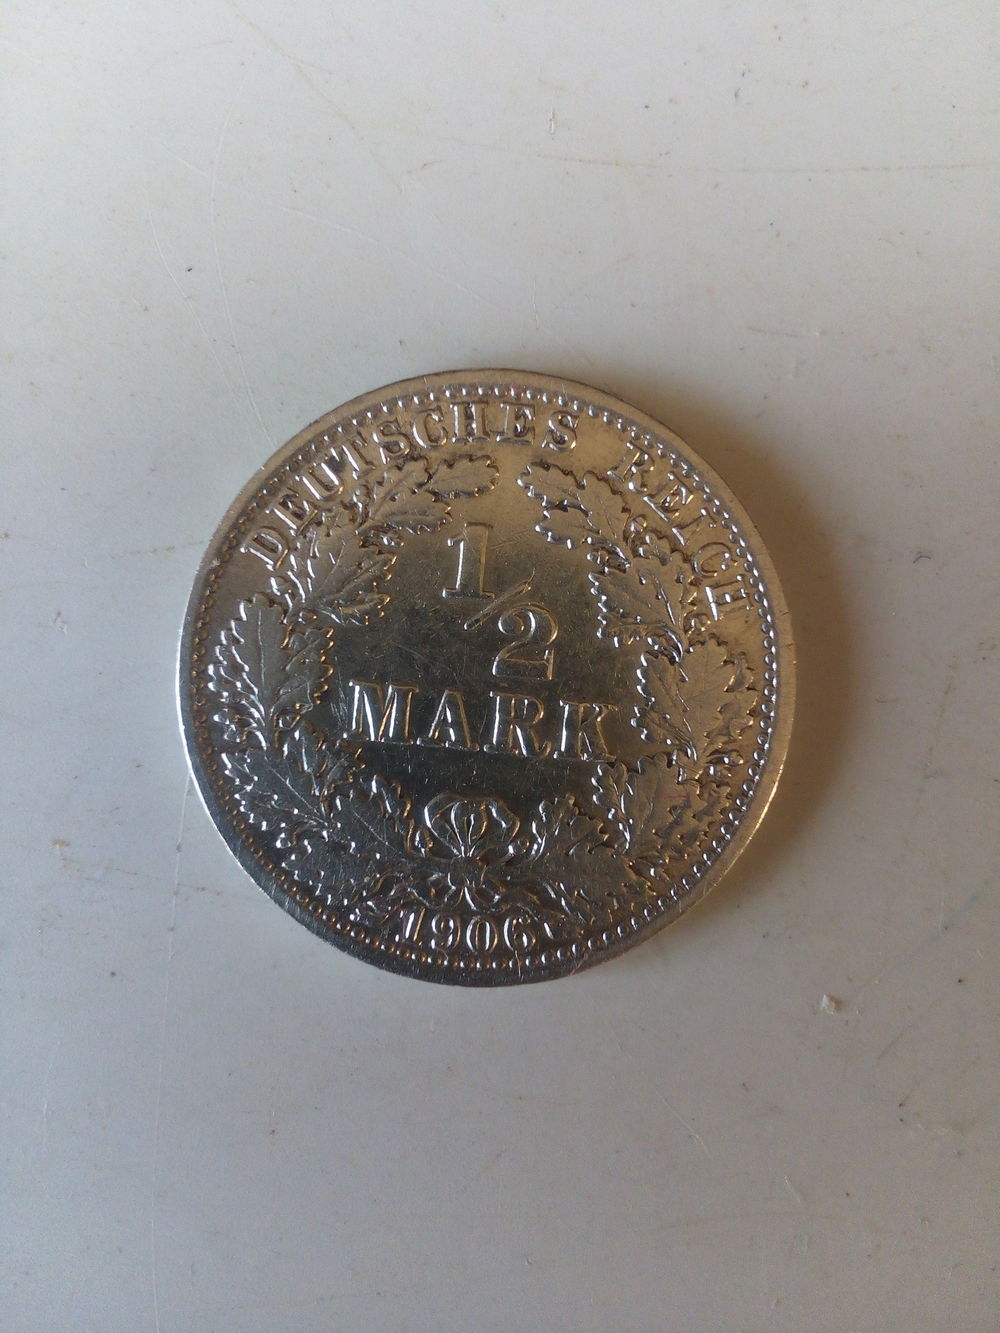 DEUTSCHES REICH
1/2
MARK
1906